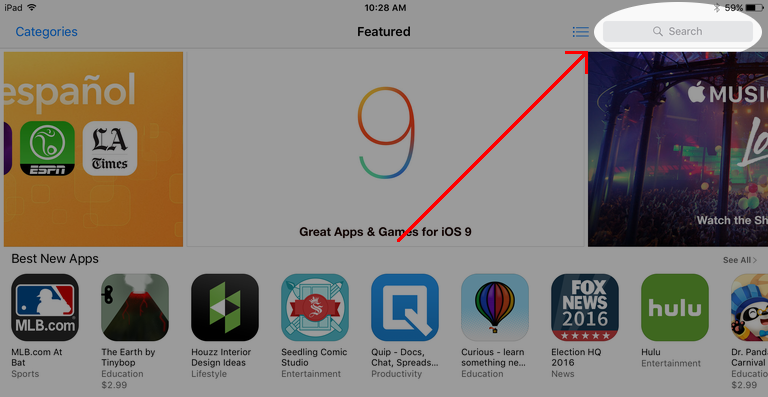 iPad 10:28 AM 59%
Categories Featured Search
español
ESPN
LA
Times
9
Great Apps & Games for iOS 9
MUSIC
Watch the Sh
Best New Apps See All >
MLB.com
FOX
NEWS
2016
hulu
MLB.com At
Bat
Sports
The Earth by
Tinybop
Education
$2.99
Houzz Interior
Design Ideas
Lifestyle
Seedling Comic
Studio
Entertainment
Quip - Docs,
Chat, Spreads...
Productivity
Curious - learn
something ne...
Education
Election HQ
2016
News
Hulu
Entertainment
Dr. Panda
Carnival
Educatio
$2.99